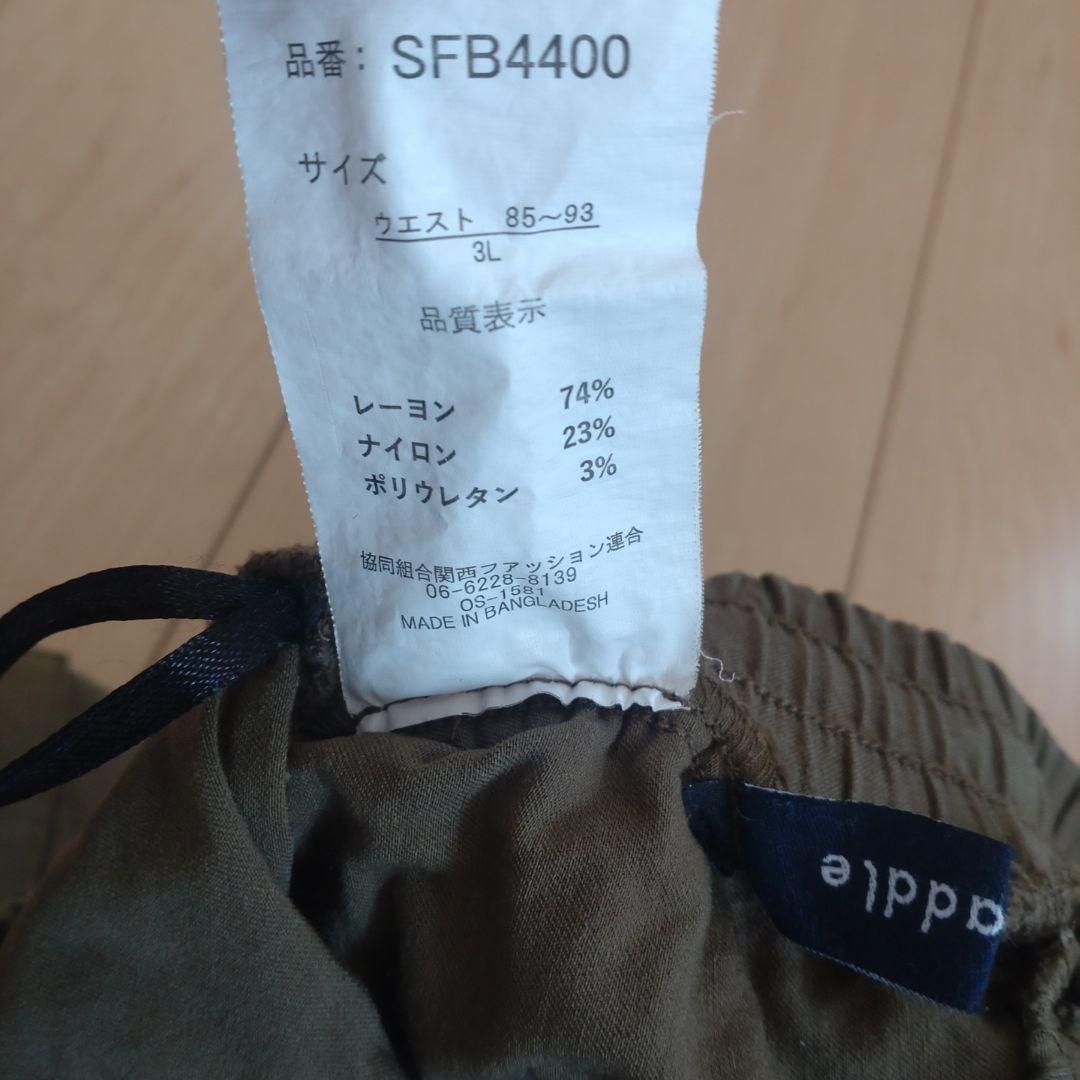 品番: SFB4400
サイズ
ウエスト 85～93
3L
品質表示
レーヨン 74%
ナイロン 23%
ポリウレタン 3%
協同組合関西ファッション連合
06-6228-8139
OS-1581
MADE IN BANGLADESH
addle